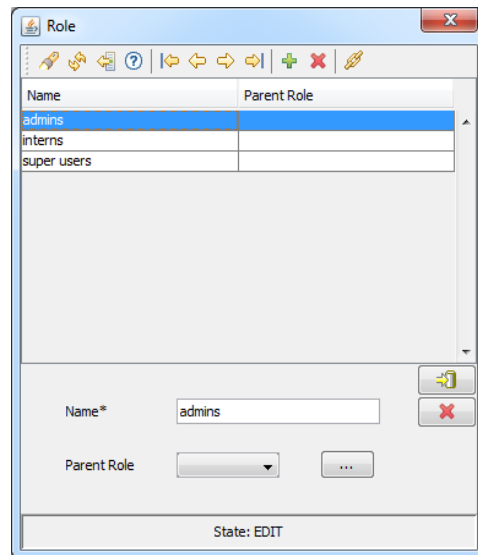 Role
Name Parent Role
admins
interns
super users
Name* admins
Parent Role ...
State: EDIT